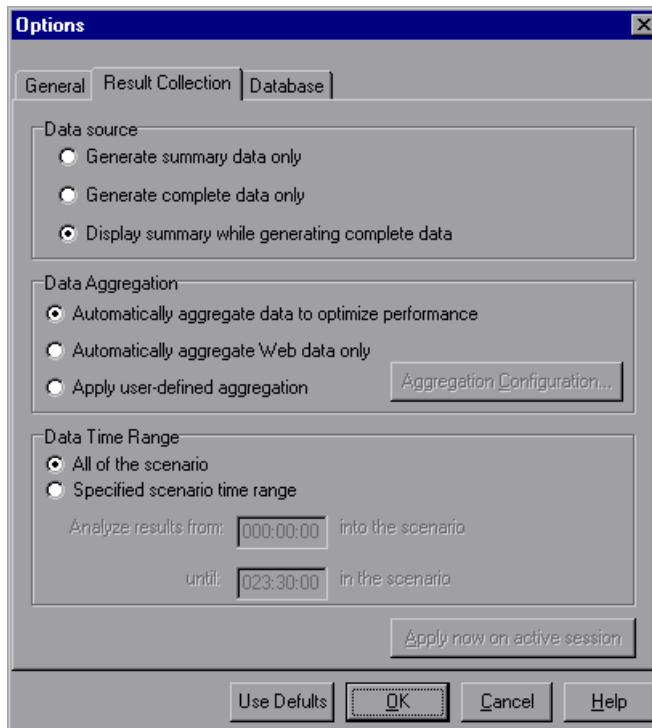 Options
General Result Collection Database
Data source
Generate summary data only
Generate complete data only
Display summary while generating complete data
Data Aggregation
Automatically aggregate data to optimize performance
Automatically aggregate Web data only
Apply user-defined aggregation Aggregation Configuration...
Data Time Range
All of the scenario
Specified scenario time range
Analyze results from: 000:00:00 into the scenario
until: 023:30:00 in the scenario
Apply now on active session
Use Defults OK Cancel Help